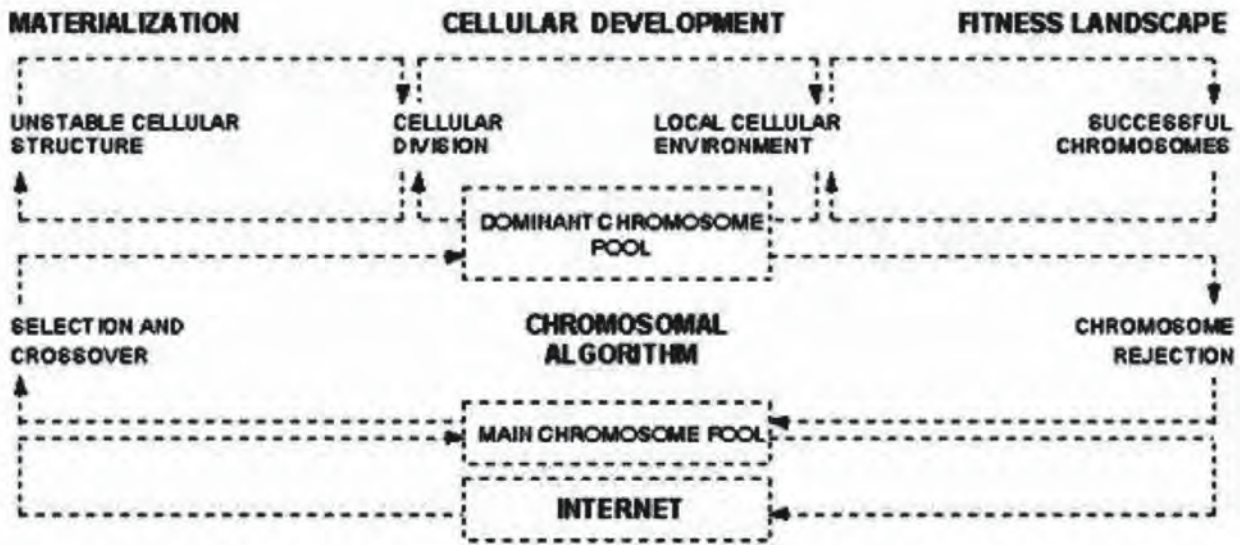 MATERIALIZATION
CELLULAR DEVELOPMENT
FITNESS LANDSCAPE
UNSTABLE CELLULAR
STRUCTURE
CELLULAR
DIVISION
LOCAL CELLULAR
ENVIRONMENT
SUCCESSFUL
CHROMOSOMES
DOMINANT CHROMOSOME
POOL
SELECTION AND
CROSSOVER
CHROMOSOMAL
ALGORITHM
CHROMOSOME
REJECTION
MAIN CHROMOSOME POOL
INTERNET